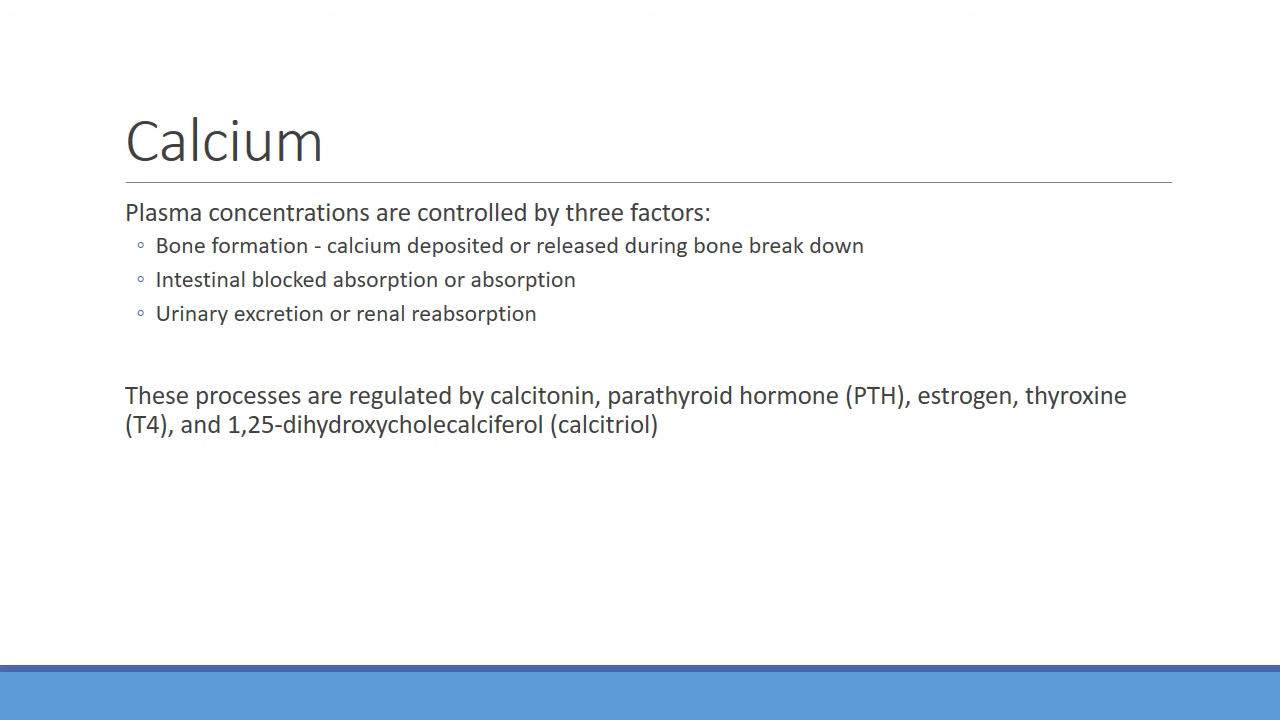 Calcium
Plasma concentrations are controlled by three factors:
◦ Bone formation - calcium deposited or released during bone break down
◦ Intestinal blocked absorption or absorption
◦ Urinary excretion or renal reabsorption
These processes are regulated by calcitonin, parathyroid hormone (PTH), estrogen, thyroxine
(T4), and 1,25-dihydroxycholecalciferol (calcitriol)